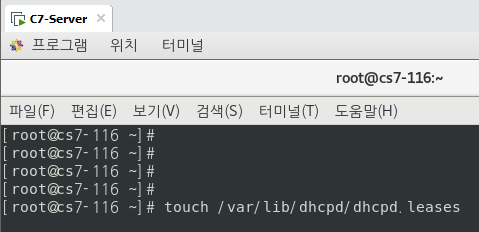 C7-Server
프로그램 위치 터미널
root@cs7-116:~
파일(F) 편집(E) 보기(V) 검색(S) 터미널(T) 도움말(H)
[root@cs7-116 ~]#
[root@cs7-116 ~]#
[root@cs7-116 ~]#
[root@cs7-116 ~]#
[root@cs7-116 ~]# touch /var/lib/dhcpd/dhcpd.leases